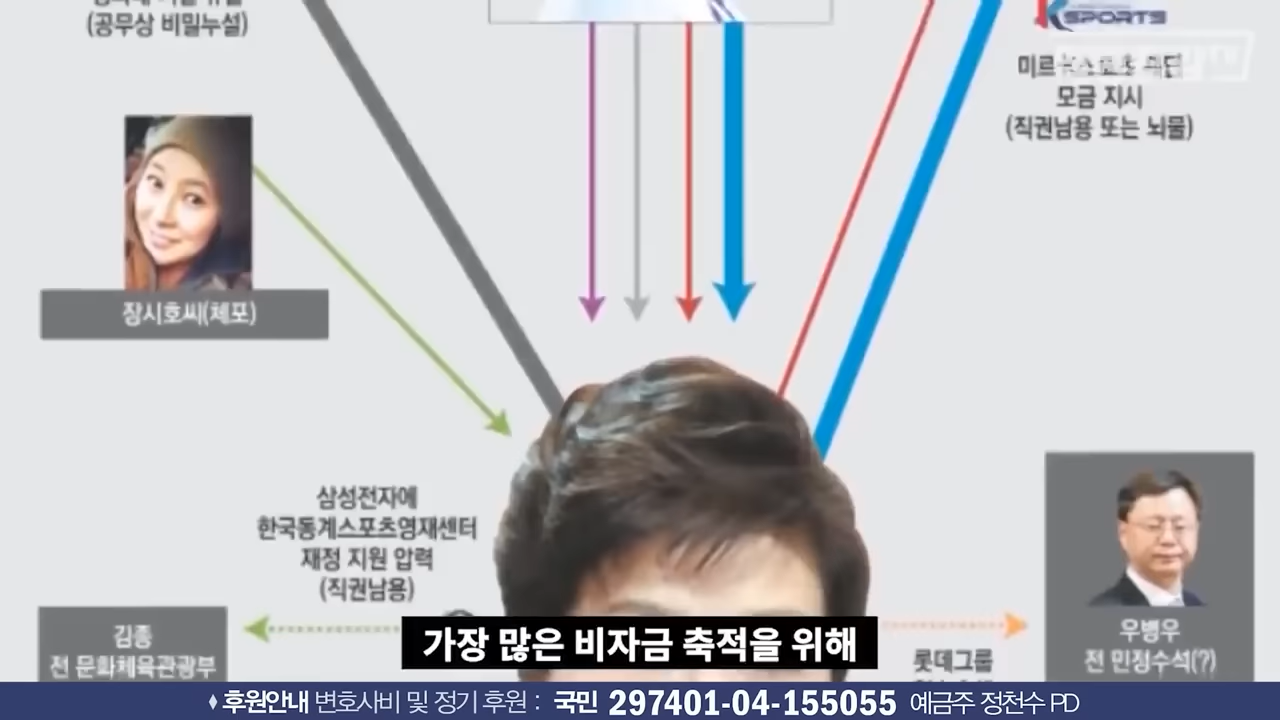 (공무상 비밀누설)
K SPORTS
모금 지시
(직권남용 또는 뇌물)
장시호씨(체포)
삼성전자에
한국동계스포츠영재센터
재정 지원 압력
(직권남용)
김종
전 문화체육관광부
우병우
전 민정수석(?)
롯데그룹
가장 많은 비자금 축적을 위해
♦ 후원안내 변호사비 및 정기 후원 : 국민 297401-04-155055 예금주 정천수 PD